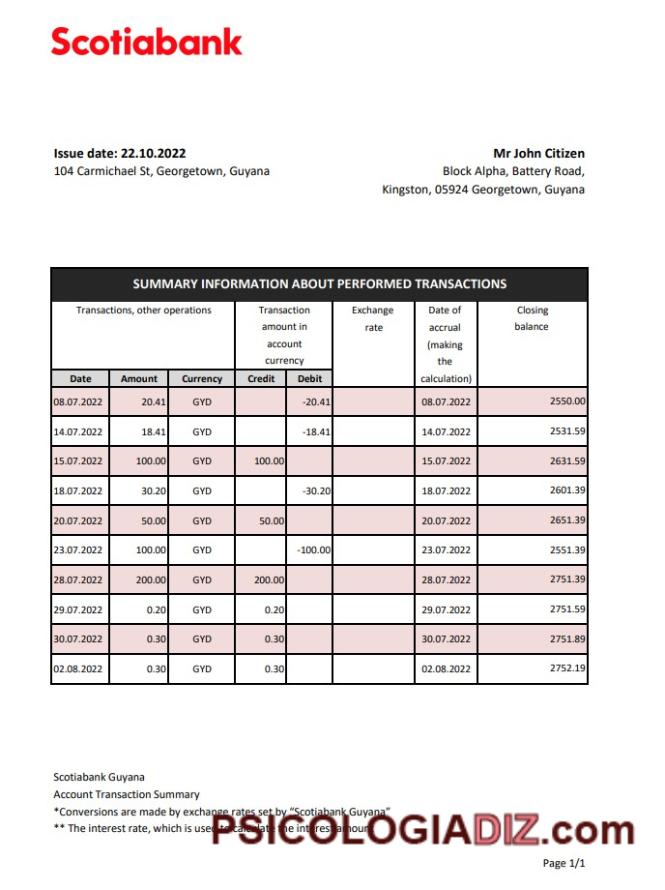 Scotiabank
Issue date: 22.10.2022
104 Carmichael St, Georgetown, Guyana
Mr John Citizen
Block Alpha, Battery Road,
Kingston, 05924 Georgetown, Guyana
SUMMARY INFORMATION ABOUT PERFORMED TRANSACTIONS
Transactions, other operations
Transaction
amount in
account
currency
Exchange
rate
Date of
accrual
(making
the
calculation)
Closing
balance
Date Amount Currency Credit Debit
08.07.2022 20.41 GYD -20.41 08.07.2022 2550.00
14.07.2022 18.41 GYD -18.41 14.07.2022 2531.59
15.07.2022 100.00 GYD 100.00 15.07.2022 2631.59
18.07.2022 30.20 GYD -30.20 18.07.2022 2601.39
20.07.2022 50.00 GYD 50.00 20.07.2022 2651.39
23.07.2022 100.00 GYD -100.00 23.07.2022 2551.39
28.07.2022 200.00 GYD 200.00 28.07.2022 2751.39
29.07.2022 0.20 GYD 0.20 29.07.2022 2751.59
30.07.2022 0.30 GYD 0.30 30.07.2022 2751.89
02.08.2022 0.30 GYD 0.30 02.08.2022 2752.19
Scotiabank Guyana
Account Transaction Summary
*Conversions are made by exchange rates set by “Scotiabank Guyana”
** The interest rate, which is used to calculate the interest amount
PSICOLOGIADIZ.com
Page 1/1